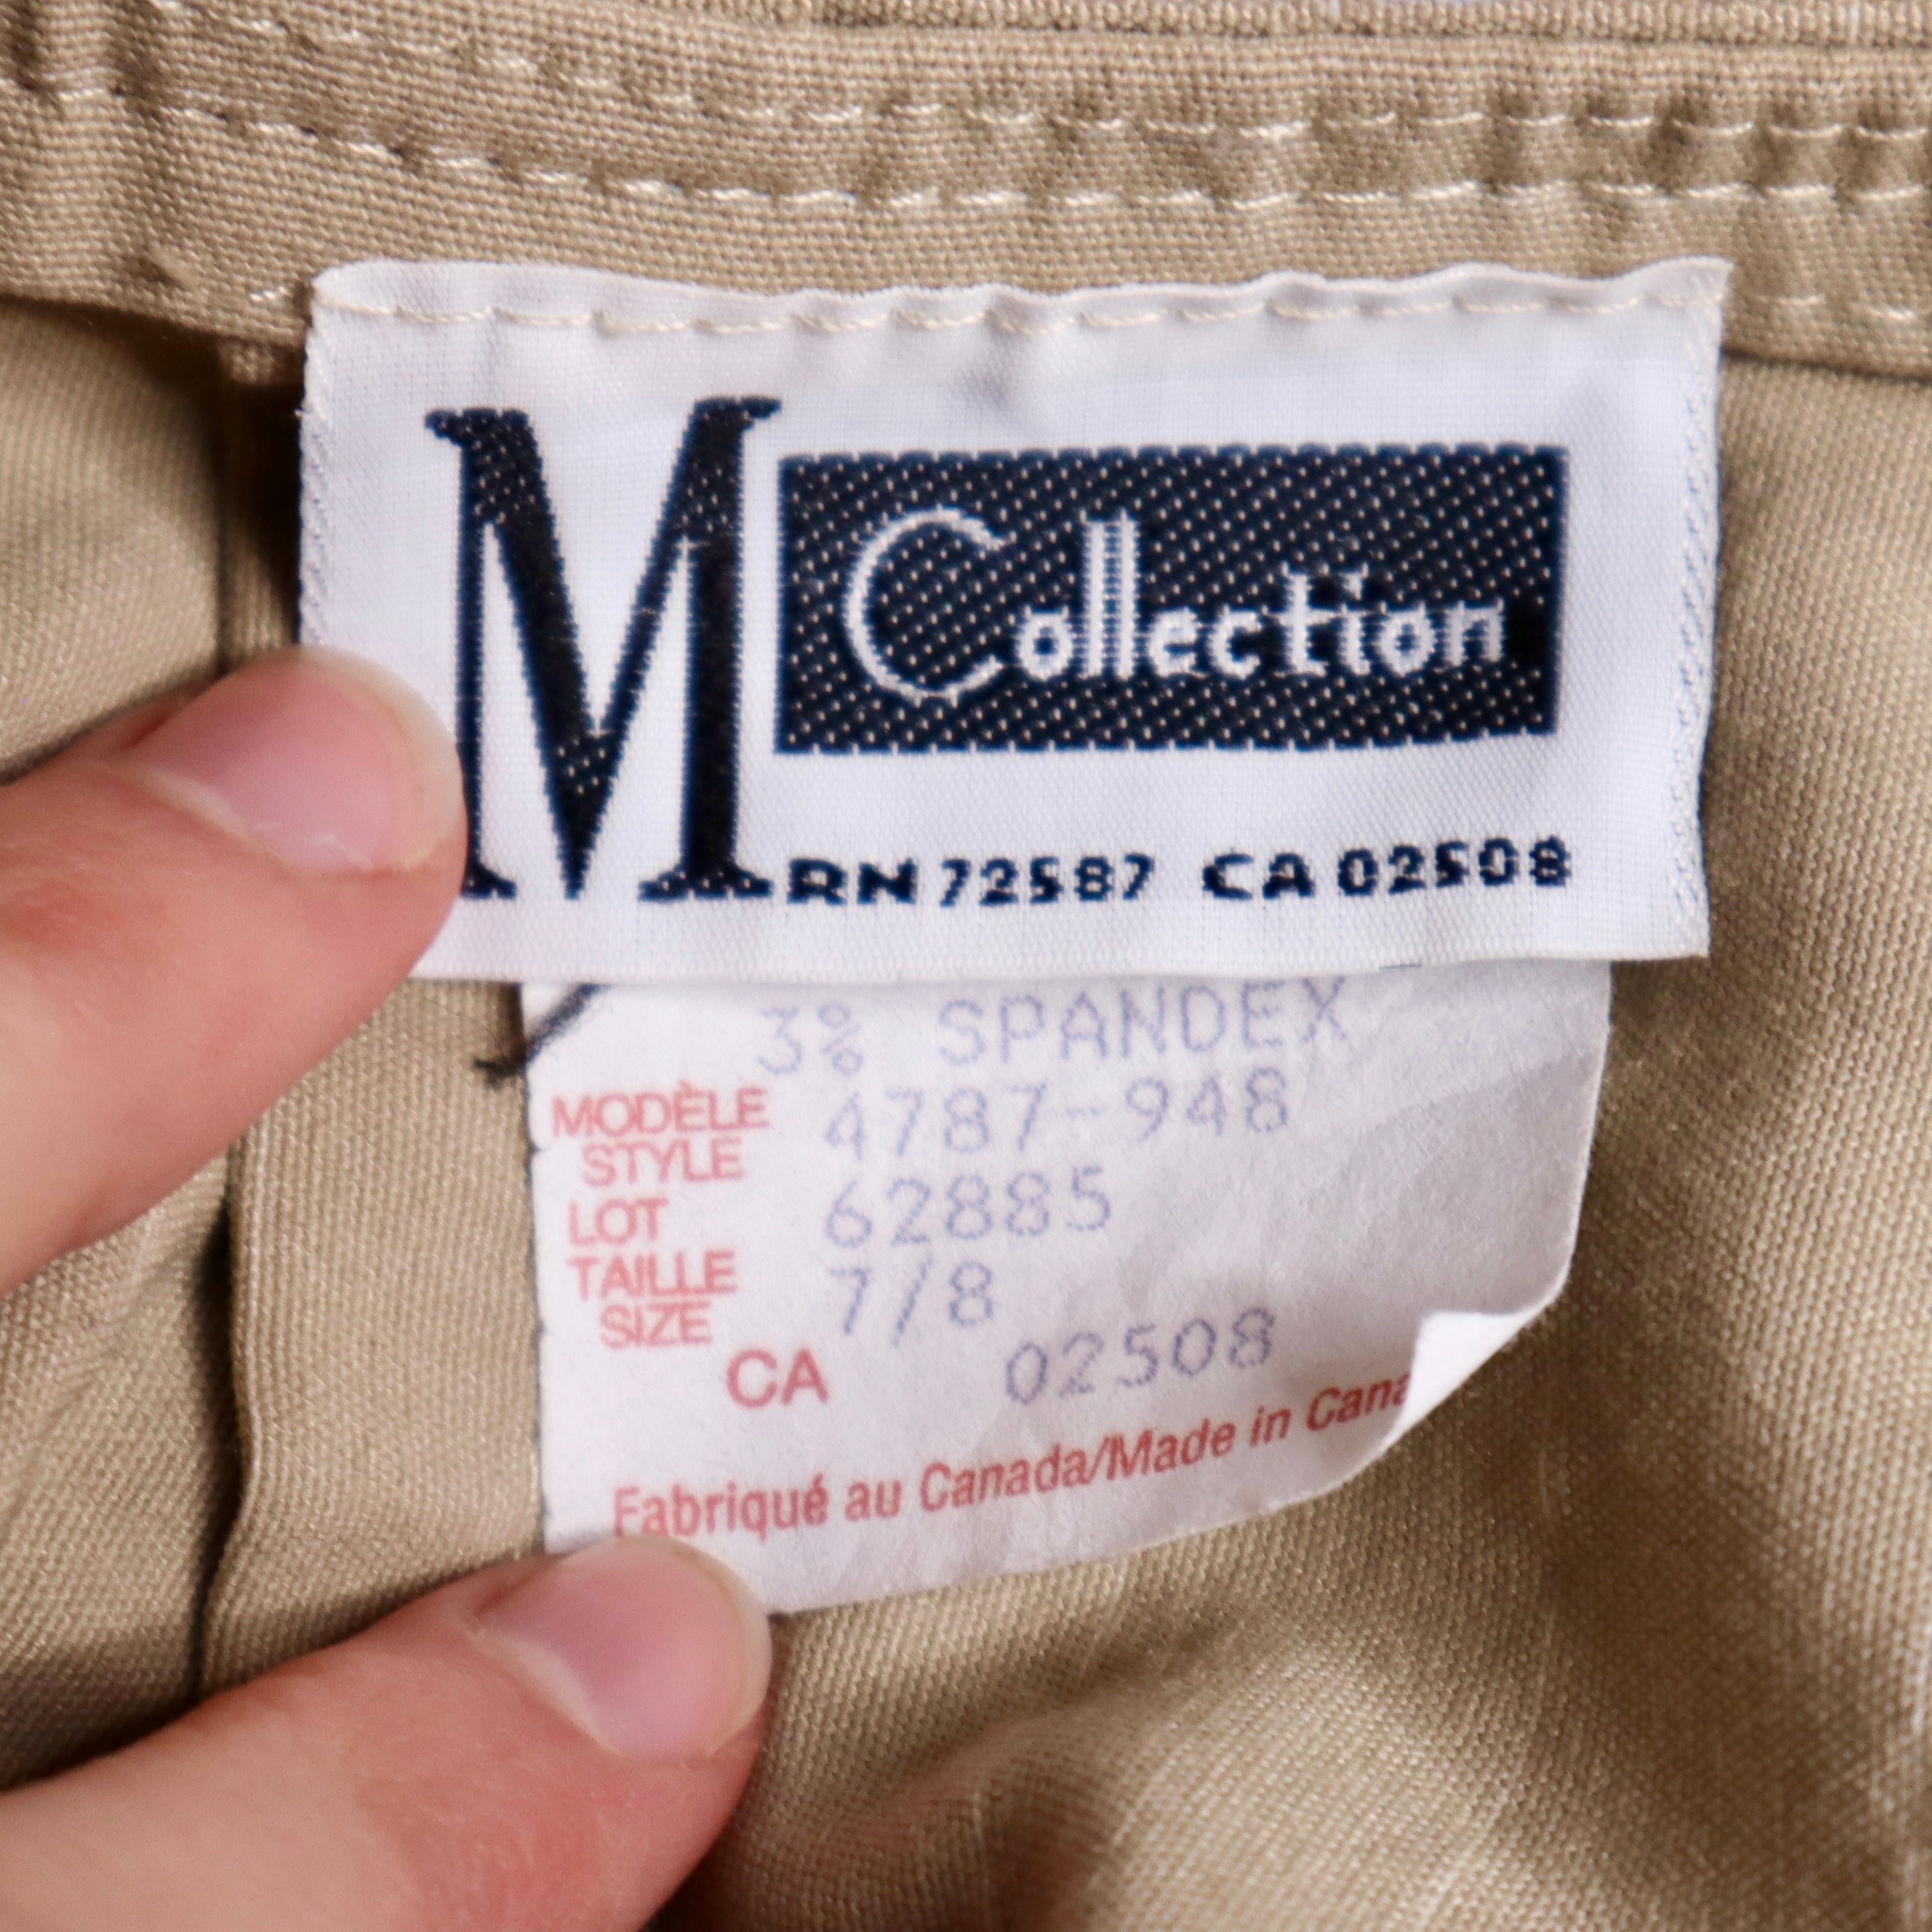 M Collection
RN 72587 CA 02508
3% SPANDEX
MODÈLE 4787-948
STYLE
LOT 62885
TAILLE 7/8
SIZE
CA 02508
Fabriqué au Canada/Made in Cana